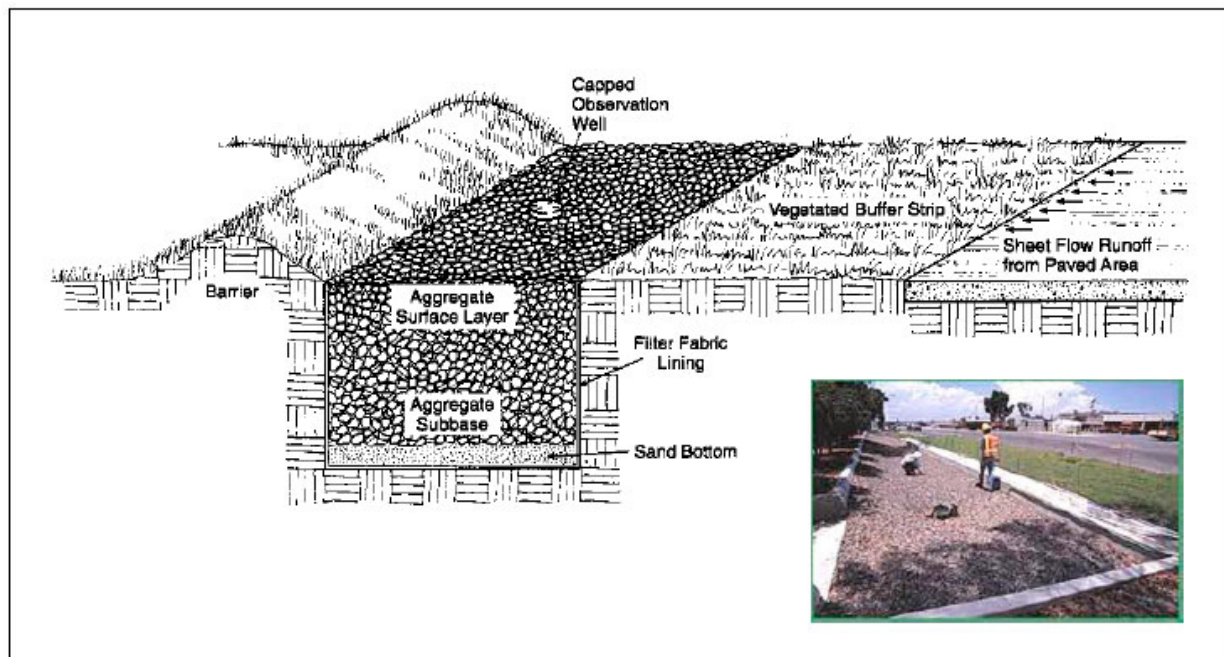 Capped
Observation
Well
Vegetated Buffer Strip
Sheet Flow Runoff
from Paved Area
Barrier
Aggregate
Surface Layer
Filter Fabric
Lining
Aggregate
Subbase
Sand Bottom